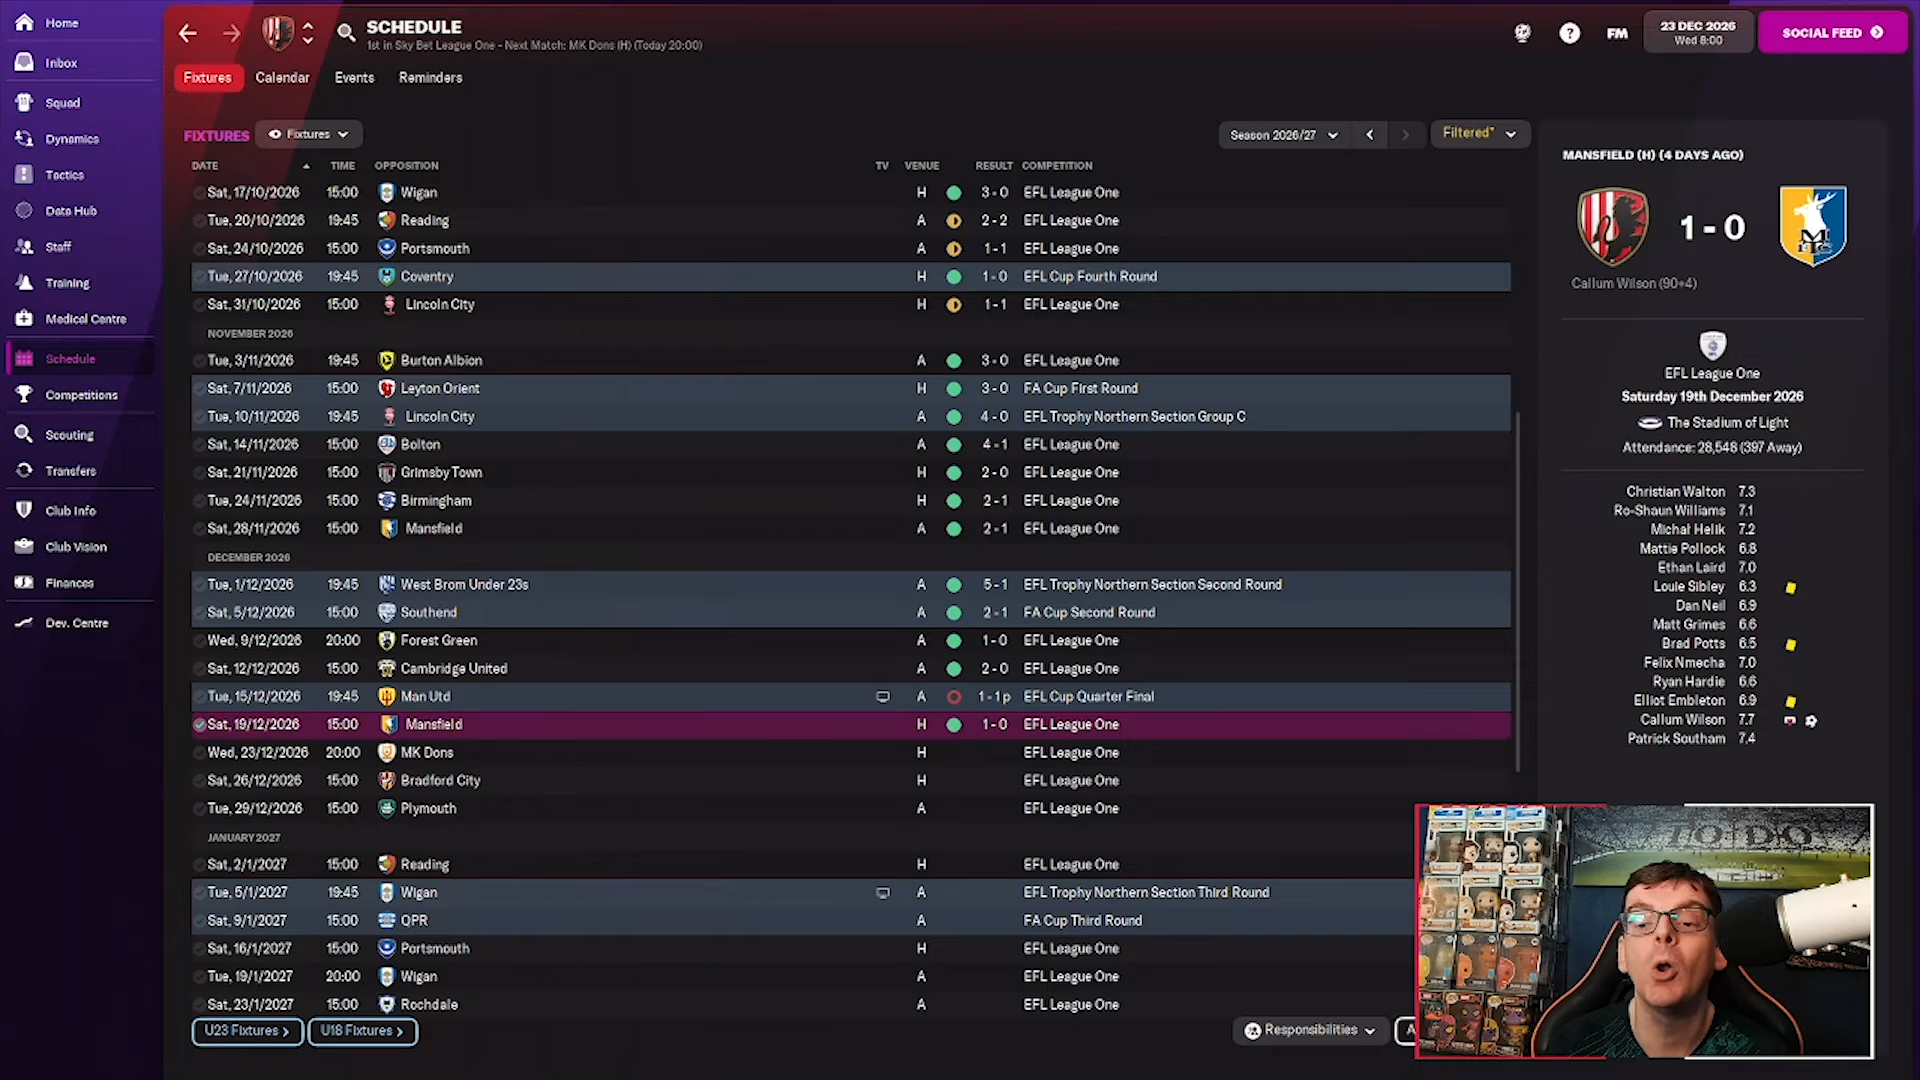 Home
Inbox
Squad
Dynamics
Tactics
Data Hub
Staff
Training
Medical Centre
Schedule
Competitions
Scouting
Transfers
Club Info
Club Vision
Finances
Dev. Centre
SCHEDULE
1st in Sky Bet League One - Next Match: MK Dons (H) (Today 20:00)
? FM 23 DEC 2026 SOCIAL FEED
Wed 8:00
Fixtures Calendar Events Reminders
FIXTURES Fixtures Season 2026/27 Filtered*
DATE TIME OPPOSITION TV VENUE RESULT COMPETITION
Sat, 17/10/2026 15:00 Wigan H 3 - 0 EFL League One
Tue, 20/10/2026 19:45 Reading A 2 - 2 EFL League One
Sat, 24/10/2026 15:00 Portsmouth A 1 - 1 EFL League One
Tue, 27/10/2026 19:45 Coventry H 1 - 0 EFL Cup Fourth Round
Sat, 31/10/2026 15:00 Lincoln City H 1 - 1 EFL League One
NOVEMBER 2026
Tue, 3/11/2026 19:45 Burton Albion A 3 - 0 EFL League One
Sat, 7/11/2026 15:00 Leyton Orient H 3 - 0 FA Cup First Round
Tue, 10/11/2026 19:45 Lincoln City A 4 - 0 EFL Trophy Northern Section Group C
Sat, 14/11/2026 15:00 Bolton A 4 - 1 EFL League One
Sat, 21/11/2026 15:00 Grimsby Town H 2 - 0 EFL League One
Tue, 24/11/2026 15:00 Birmingham H 2 - 1 EFL League One
Sat, 28/11/2026 15:00 Mansfield A 2 - 1 EFL League One
DECEMBER 2026
Tue, 1/12/2026 19:45 West Brom Under 23s A 5 - 1 EFL Trophy Northern Section Second Round
Sat, 5/12/2026 15:00 Southend A 2 - 1 FA Cup Second Round
Wed, 9/12/2026 20:00 Forest Green A 1 - 0 EFL League One
Sat, 12/12/2026 15:00 Cambridge United A 2 - 0 EFL League One
Tue, 15/12/2026 19:45 Man Utd A 1 - 1 p EFL Cup Quarter Final
Sat, 19/12/2026 15:00 Mansfield H 1 - 0 EFL League One
Wed, 23/12/2026 20:00 MK Dons H EFL League One
Sat, 26/12/2026 15:00 Bradford City H EFL League One
Tue, 29/12/2026 15:00 Plymouth A EFL League One
JANUARY 2027
Sat, 2/1/2027 15:00 Reading H EFL League One
Tue, 5/1/2027 19:45 Wigan A EFL Trophy Northern Section Third Round
Sat, 9/1/2027 15:00 QPR A FA Cup Third Round
Sat, 16/1/2027 15:00 Portsmouth H EFL League One
Tue, 19/1/2027 20:00 Wigan A EFL League One
Sat, 23/1/2027 15:00 Rochdale A EFL League One
U23 Fixtures > U18 Fixtures > Responsibilities A
MANSFIELD (H) (4 DAYS AGO)
1 - 0
Callum Wilson (90+4)
EFL League One
Saturday 19th December 2026
The Stadium of Light
Attendance: 28,548 (397 Away)
Christian Walton 7.3
Ro-Shaun Williams 7.1
Michał Helik 7.2
Mattie Pollock 6.8
Ethan Laird 7.0
Louie Sibley 6.3
Dan Neil 6.9
Matt Grimes 6.6
Brad Potts 6.5
Felix Nmecha 7.0
Ryan Hardie 6.6
Elliot Embleton 6.9
Callum Wilson 7.7
Patrick Southam 7.4